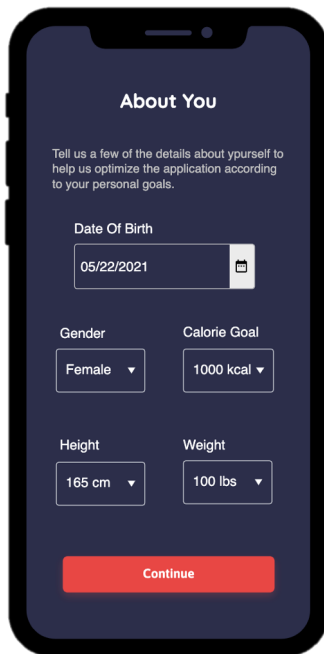 About You
Tell us a few of the details about ypurself to
help us optimize the application according
to your personal goals.
Date Of Birth
05/22/2021
Gender
Calorie Goal
Female
1000 kcal
Height
Weight
165 cm
100 lbs
Continue